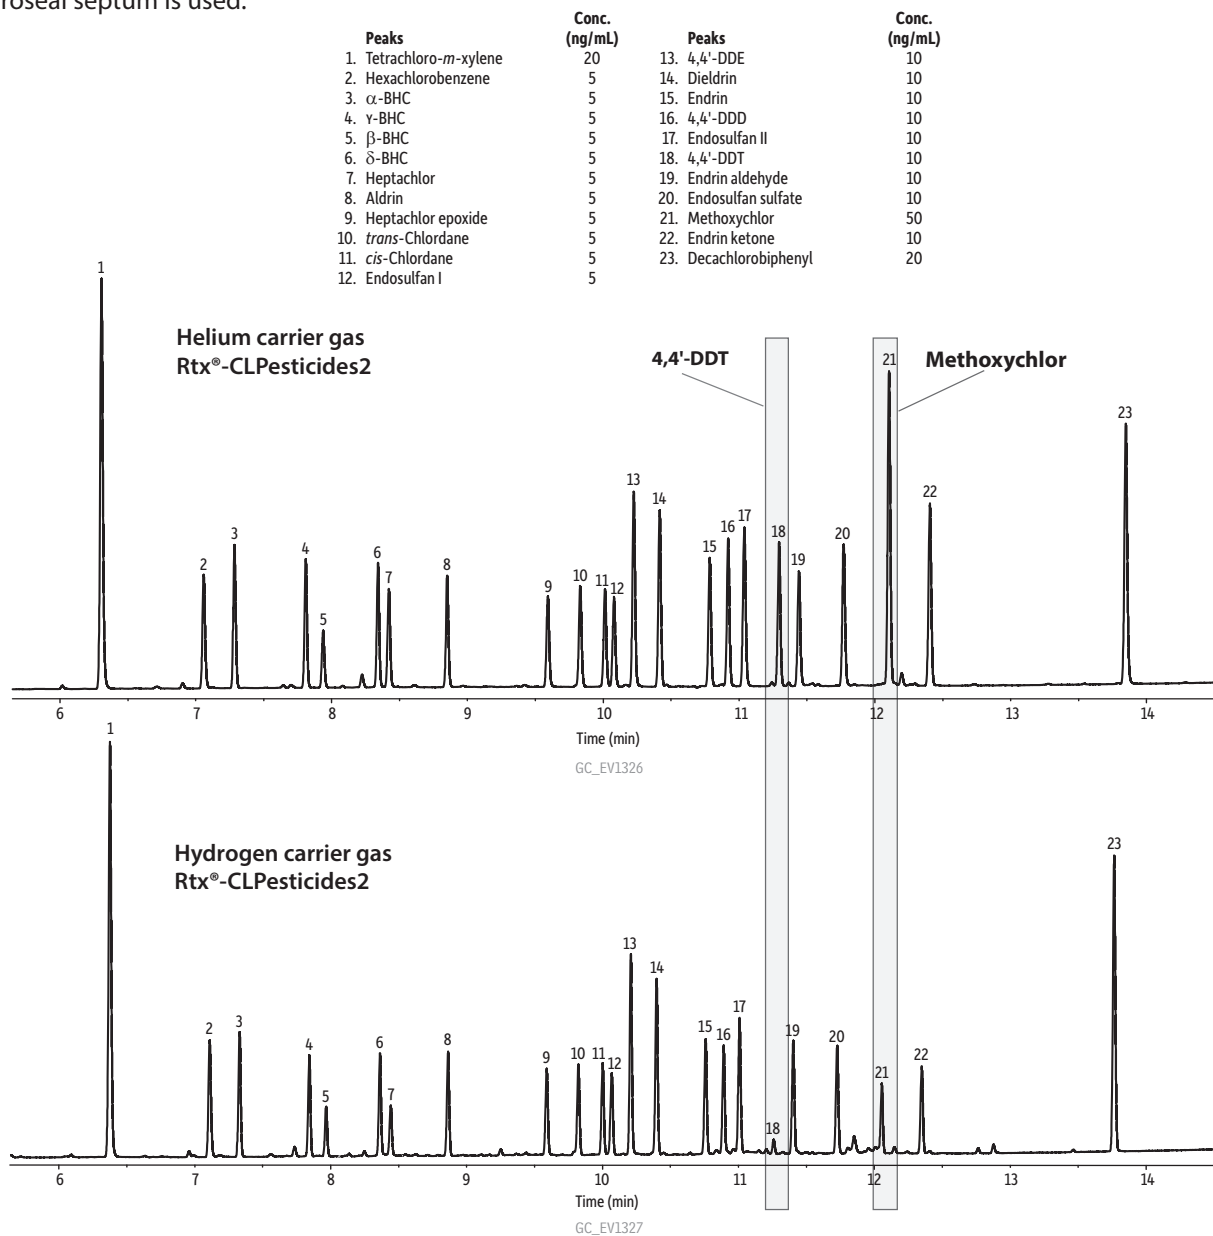 roseal septum is used.
Peaks Conc. (ng/mL) Peaks Conc. (ng/mL)
1. Tetrachloro-m-xylene 20 13. 4,4'-DDE 10
2. Hexachlorobenzene 5 14. Dieldrin 10
3. α-BHC 5 15. Endrin 10
4. γ-BHC 5 16. 4,4'-DDD 10
5. β-BHC 5 17. Endosulfan II 10
6. δ-BHC 5 18. 4,4'-DDT 10
7. Heptachlor 5 19. Endrin aldehyde 10
8. Aldrin 5 20. Endosulfan sulfate 10
9. Heptachlor epoxide 5 21. Methoxychlor 50
10. trans-Chlordane 5 22. Endrin ketone 10
11. cis-Chlordane 5 23. Decachlorobiphenyl 20
12. Endosulfan I 5
Helium carrier gas
Rtx®-CLPesticides2
4,4'-DDT
Methoxychlor
1 2 3 4 5 6 7 8 9 10 11 12 13 14 15 16 17 18 19 20 21 22 23
6 7 8 9 10 11 12 13 14
Time (min)
GC_EV1326
Hydrogen carrier gas
Rtx®-CLPesticides2
1 2 3 4 5 6 7 8 9 10 11 12 13 14 15 16 17 18 19 20 21 22 23
6 7 8 9 10 11 12 13 14
Time (min)
GC_EV1327